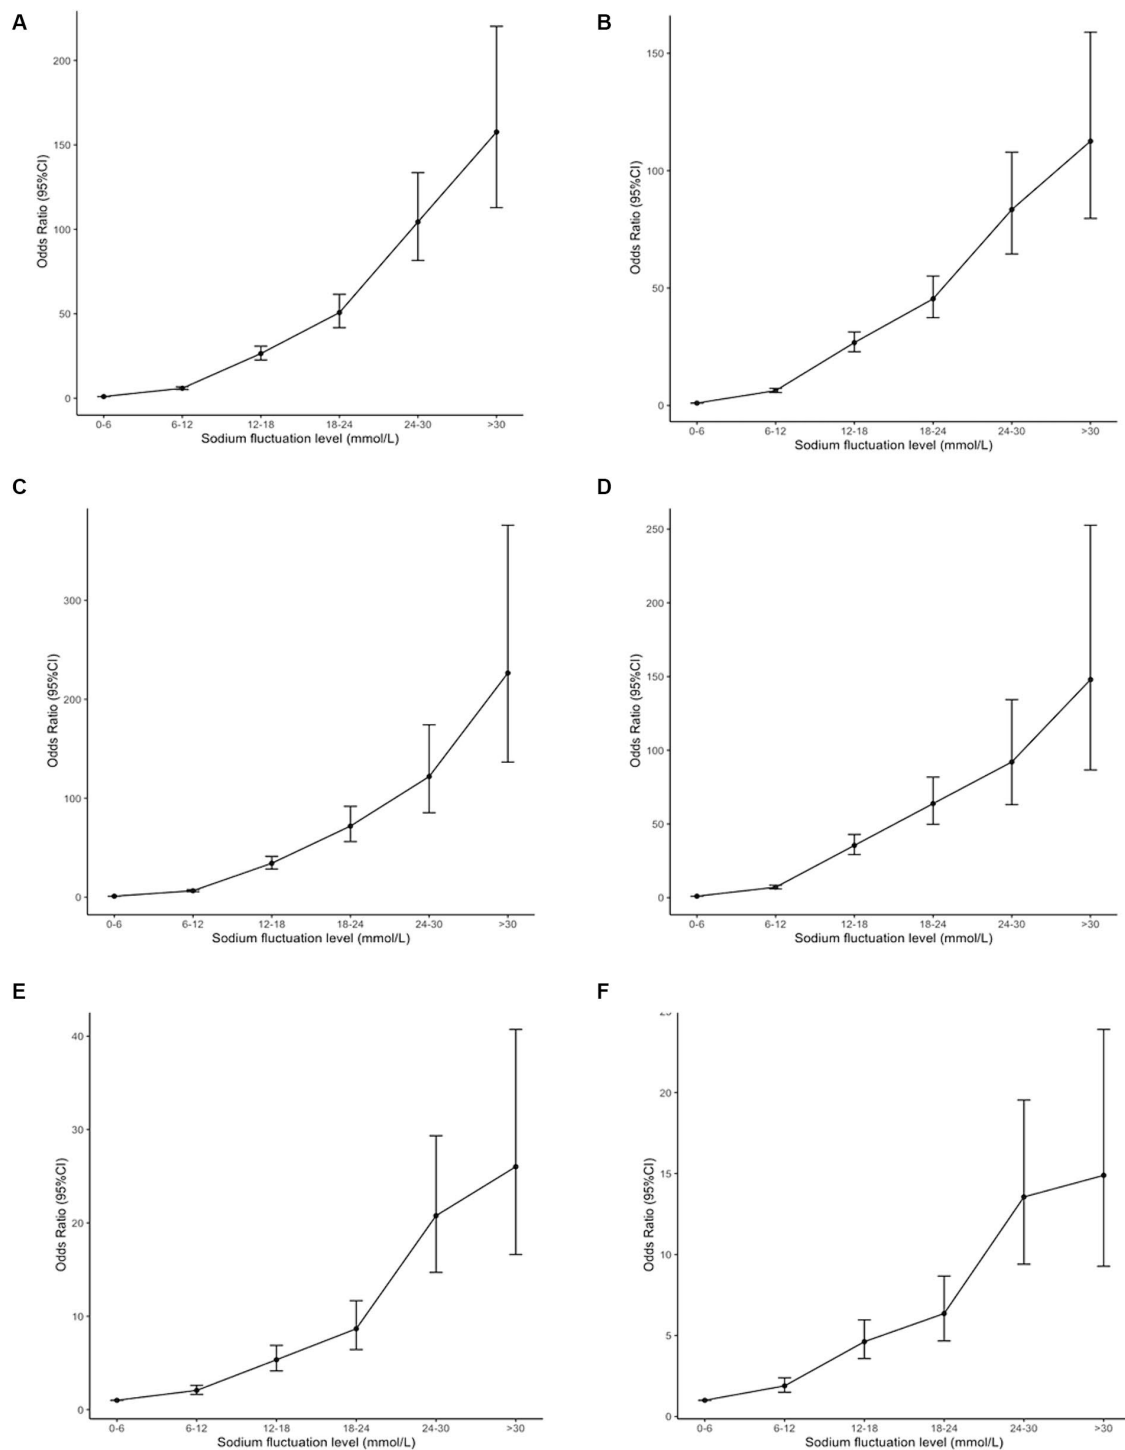 A
Odds Ratio (95%CI)
200
150
100
50
0
0-6 6-12 12-18 18-24 24-30 >30
Sodium fluctuation level (mmol/L)
B
Odds Ratio (95%CI)
150
100
50
0
0-6 6-12 12-18 18-24 24-30 >30
Sodium fluctuation level (mmol/L)
C
Odds Ratio (95%CI)
300
200
100
0
0-6 6-12 12-18 18-24 24-30 >30
Sodium fluctuation level (mmol/L)
D
Odds Ratio (95%CI)
250
200
150
100
50
0
0-6 6-12 12-18 18-24 24-30 >30
Sodium fluctuation level (mmol/L)
E
Odds Ratio (95%CI)
40
30
20
10
0
0-6 6-12 12-18 18-24 24-30 >30
Sodium fluctuation level (mmol/L)
F
Odds Ratio (95%CI)
20
15
10
5
0
0-6 6-12 12-18 18-24 24-30 >30
Sodium fluctuation level (mmol/L)